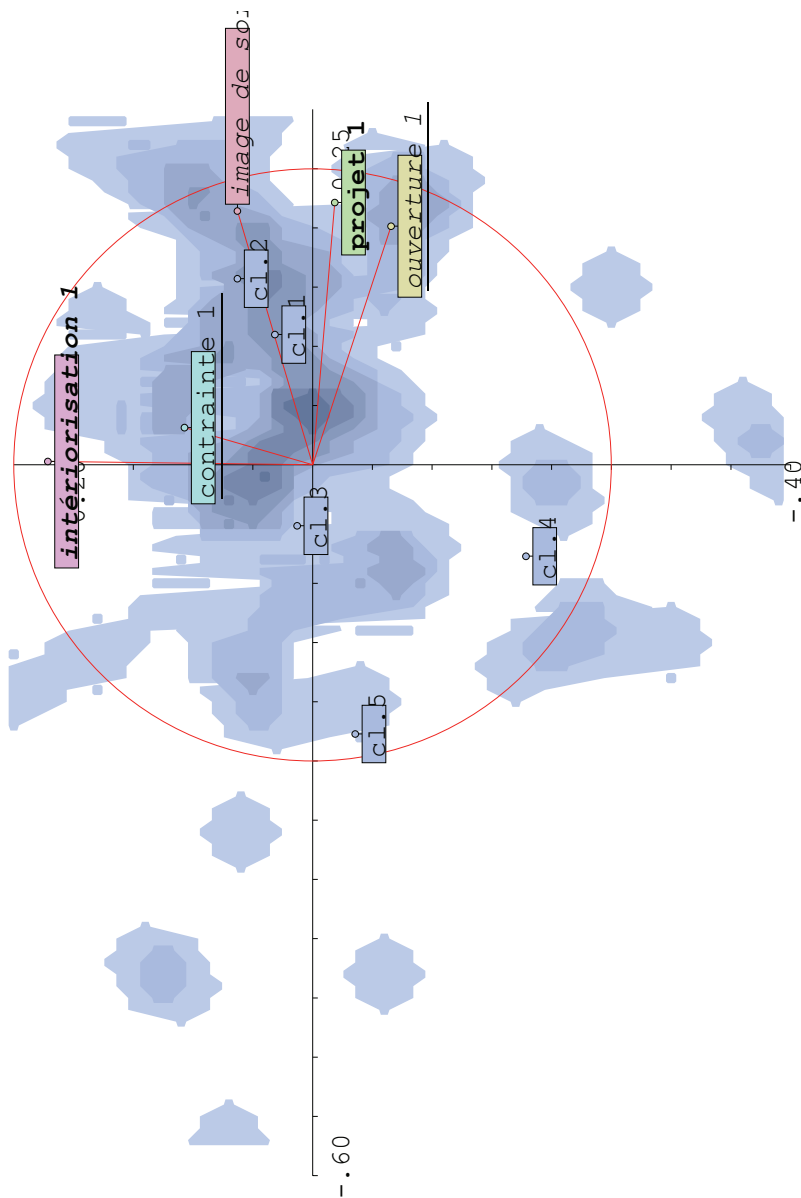 intériorisation 1
0.20
contrainte 1
image de soi
cl.2
cl.1
projet 1
0.25
ouverture 1
cl.3
cl.4
cl.5
-.40
-.60